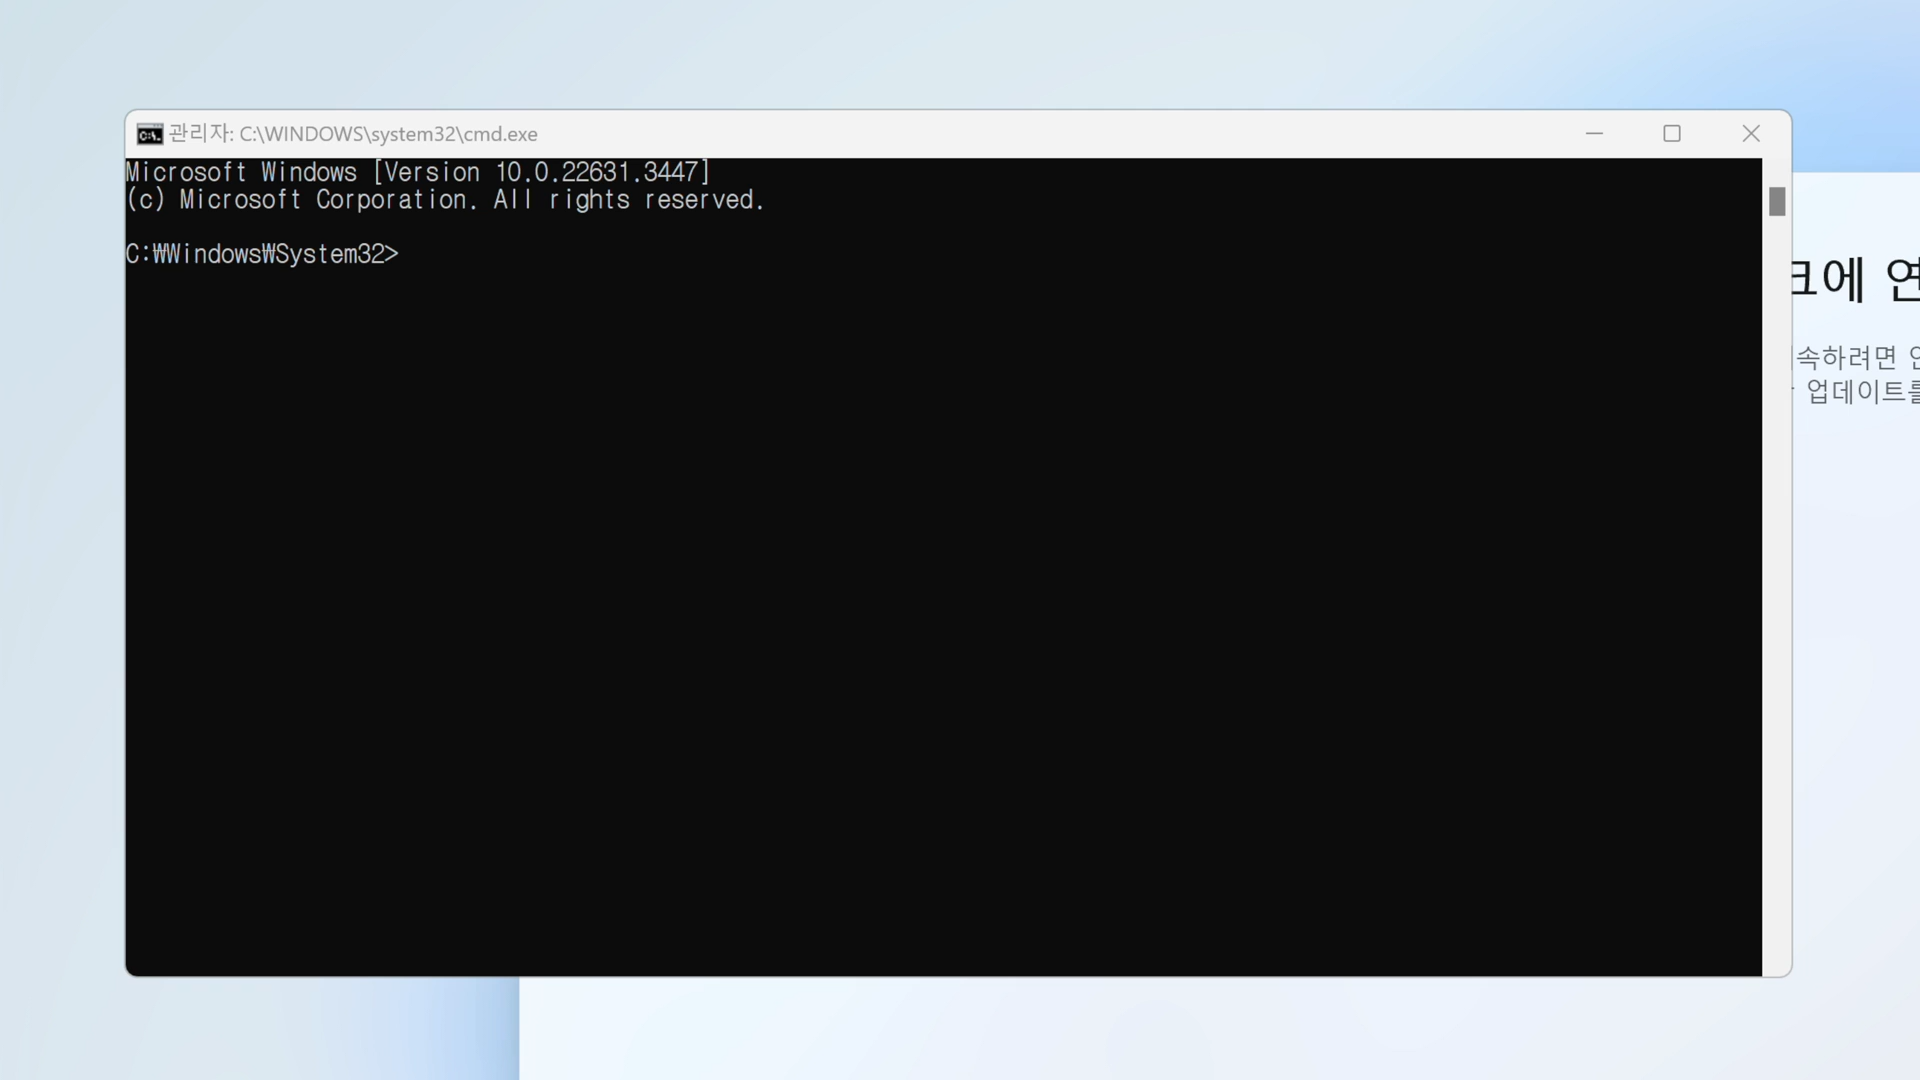 관리자: C:\WINDOWS\system32\cmd.exe
Microsoft Windows [Version 10.0.22631.3447]
(c) Microsoft Corporation. All rights reserved.
C:₩Windows₩System32>
크에 연
속하려면
업데이트를